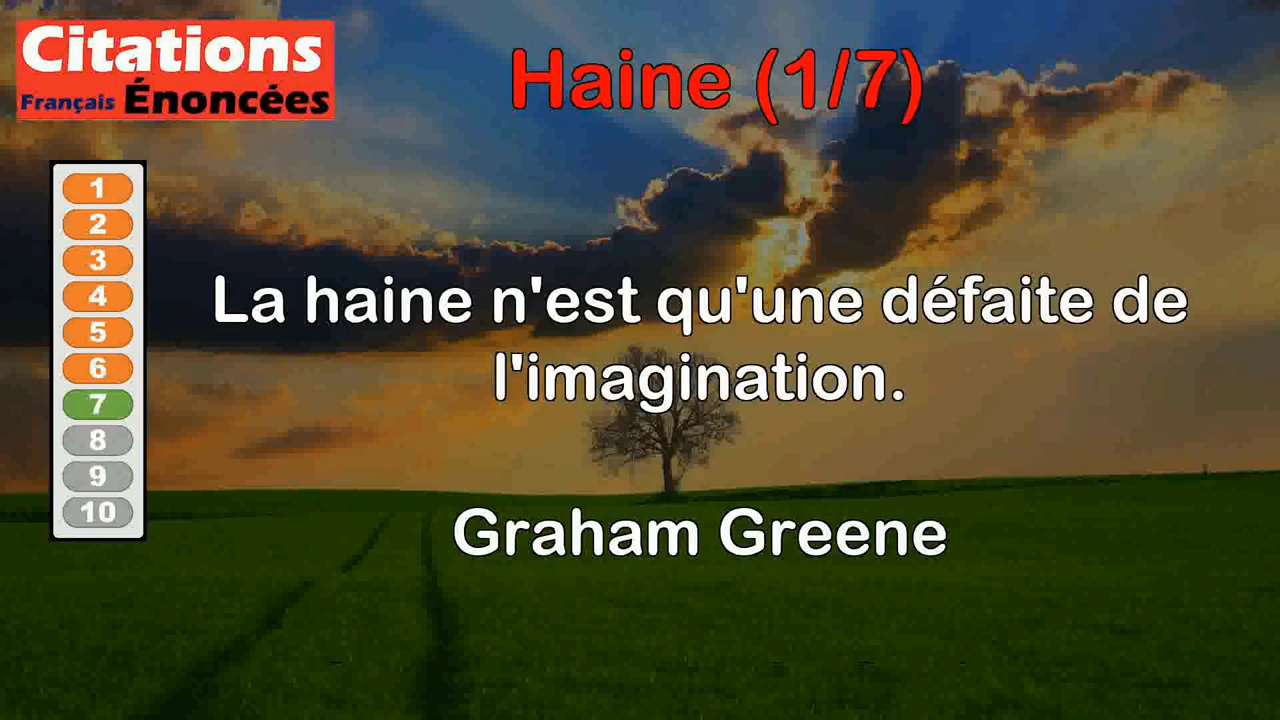 Citations
Français Énoncées
Haine (1/7)
1
2
3
4
5
6
7
8
9
10
La haine n'est qu'une défaite de
l'imagination.
Graham Greene